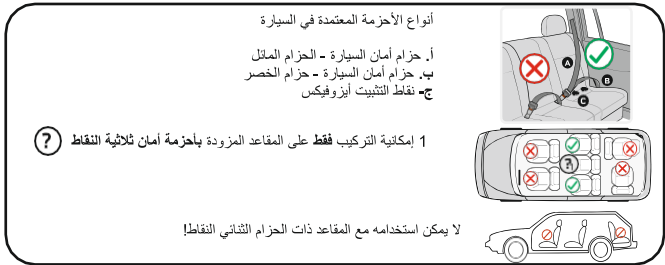 أنواع الأحزمة المعتمدة في السيارة
أ. حزام أمان السيارة - الحزام المائل
ب. حزام أمان السيارة - حزام الخصر
ج- نقاط التثبيت أيزوفيكس
A
B
C
1 إمكانية التركيب فقط على المقاعد المزودة بأحزمة أمان ثلاثية النقاط ?
?
لا يمكن استخدامه مع المقاعد ذات الحزام الثنائي النقاط!